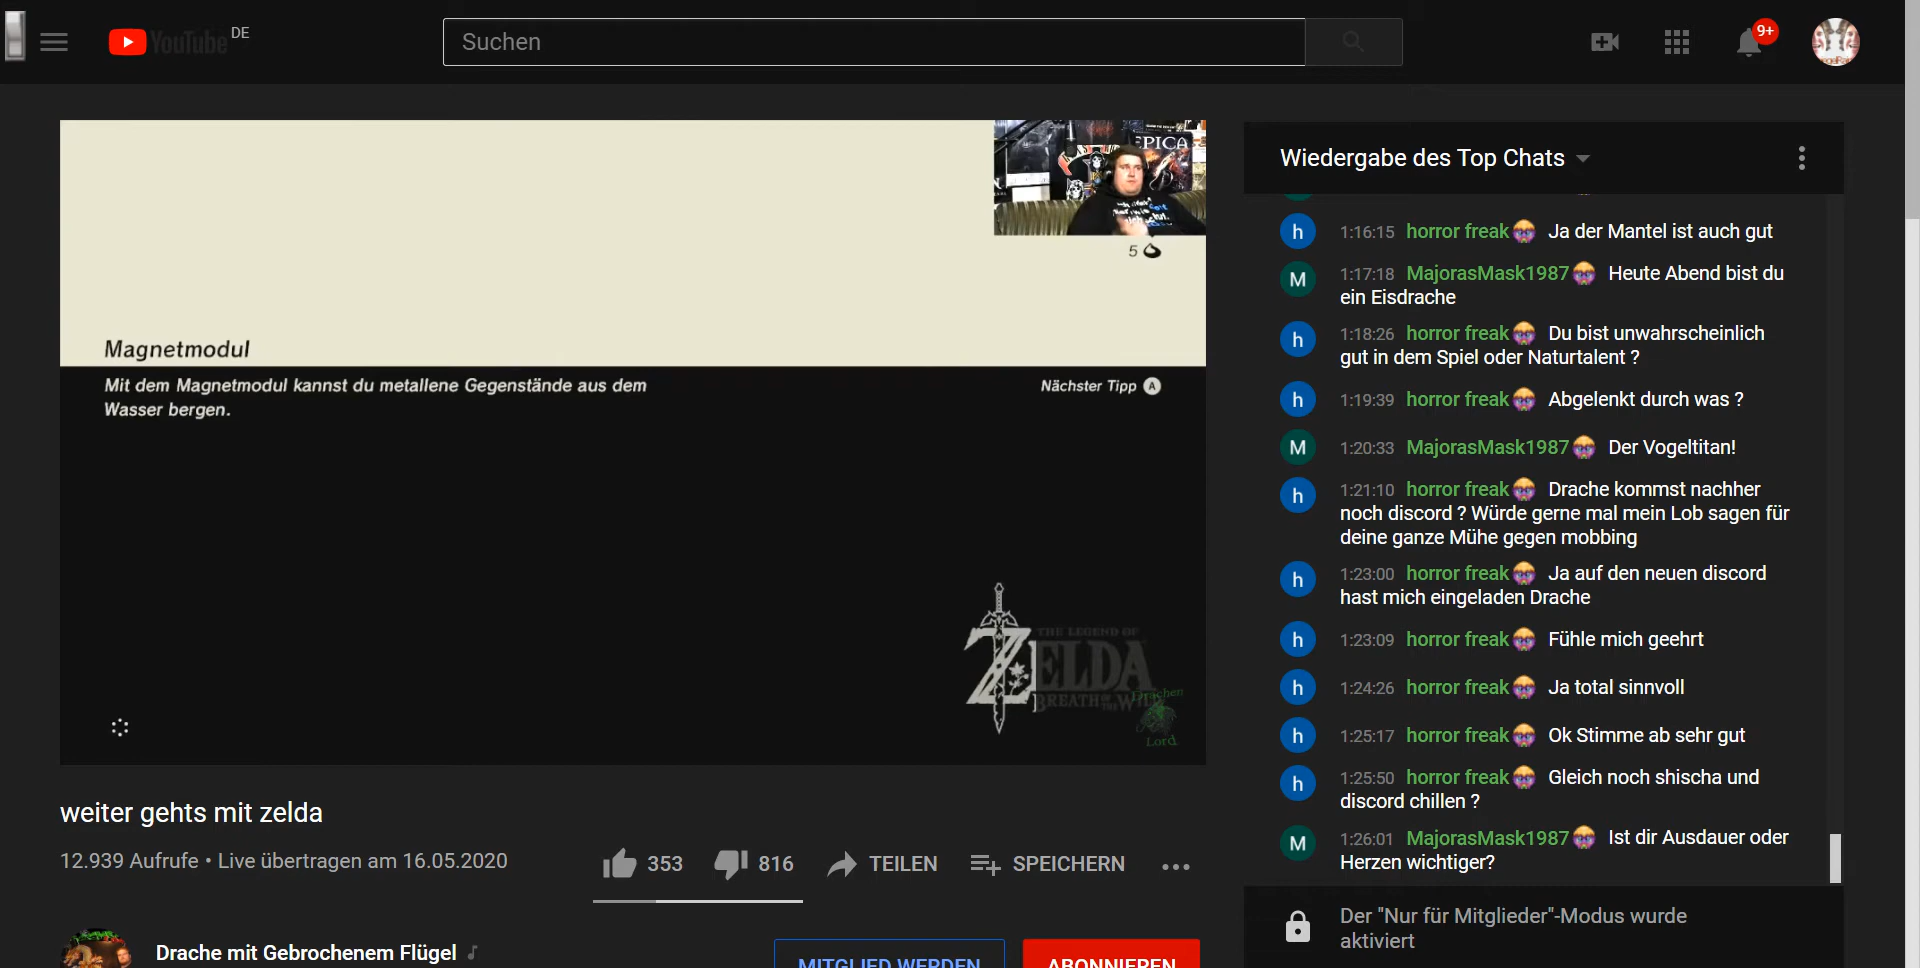 YouTube DE
Suchen
9+
EPICA
5
Magnetmodul
Mit dem Magnetmodul kannst du metallene Gegenstände aus dem
Wasser bergen.
Nächster Tipp A
THE LEGEND OF
ZELDA
BREATH OF THE WILD
Drachen
Lord
weiter gehts mit zelda
12.939 Aufrufe • Live übertragen am 16.05.2020
353
816
TEILEN
SPEICHERN
Drache mit Gebrochenem Flügel
MITGLIED WERDEN
ABONNIEREN
Wiedergabe des Top Chats
h 1:16:15 horror freak Ja der Mantel ist auch gut
M 1:17:18 MajorasMask1987 Heute Abend bist du
ein Eisdrache
h 1:18:26 horror freak Du bist unwahrscheinlich
gut in dem Spiel oder Naturtalent ?
h 1:19:39 horror freak Abgelenkt durch was ?
M 1:20:33 MajorasMask1987 Der Vogeltitan!
h 1:21:10 horror freak Drache kommst nachher
noch discord ? Würde gerne mal mein Lob sagen für
deine ganze Mühe gegen mobbing
h 1:23:00 horror freak Ja auf den neuen discord
hast mich eingeladen Drache
h 1:23:09 horror freak Fühle mich geehrt
h 1:24:26 horror freak Ja total sinnvoll
h 1:25:17 horror freak Ok Stimme ab sehr gut
h 1:25:50 horror freak Gleich noch shischa und
discord chillen ?
M 1:26:01 MajorasMask1987 Ist dir Ausdauer oder
Herzen wichtiger?
Der "Nur für Mitglieder"-Modus wurde
aktiviert